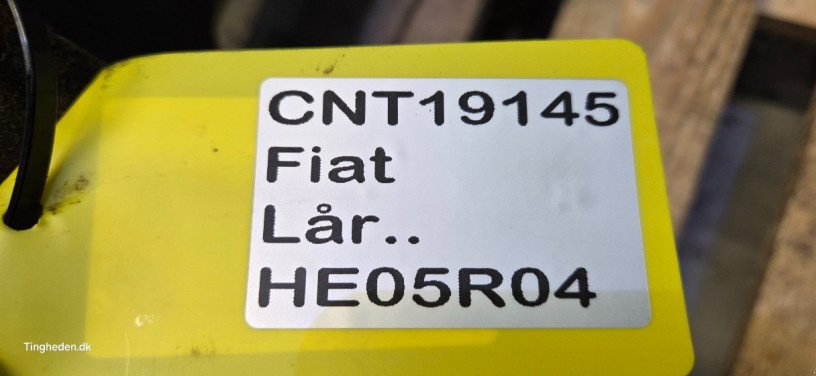 CNT19145
Fiat
Lår..
HE05R04
Tingheden.dk